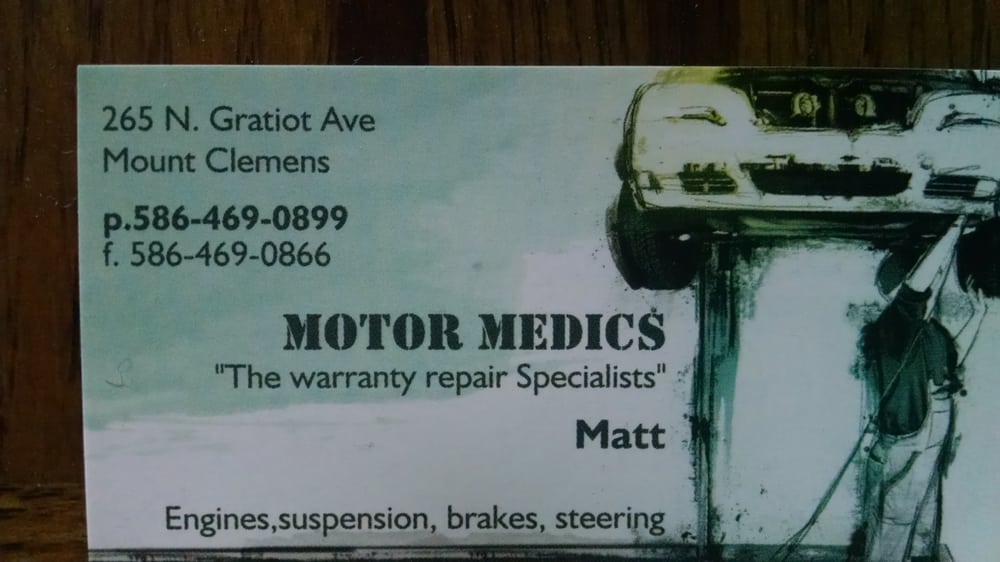 265 N. Gratiot Ave
Mount Clemens
p.586-469-0899
f. 586-469-0866
MOTOR MEDICS
"The warranty repair Specialists"
Matt
Engines,suspension, brakes, steering